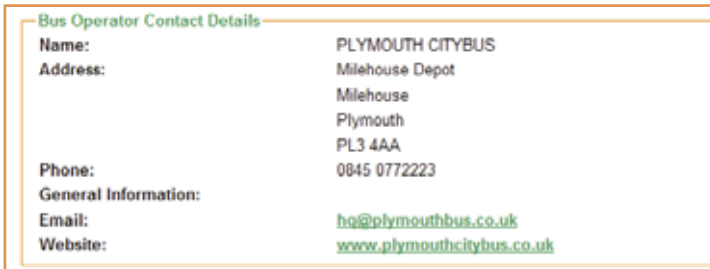 Bus Operator Contact Details
Name: PLYMOUTH CITYBUS
Address: Milehouse Depot
Milehouse
Plymouth
PL3 4AA
Phone: 0845 0772223
General Information:
Email: hq@plymouthbus.co.uk
Website: www.plymouthcitybus.co.uk